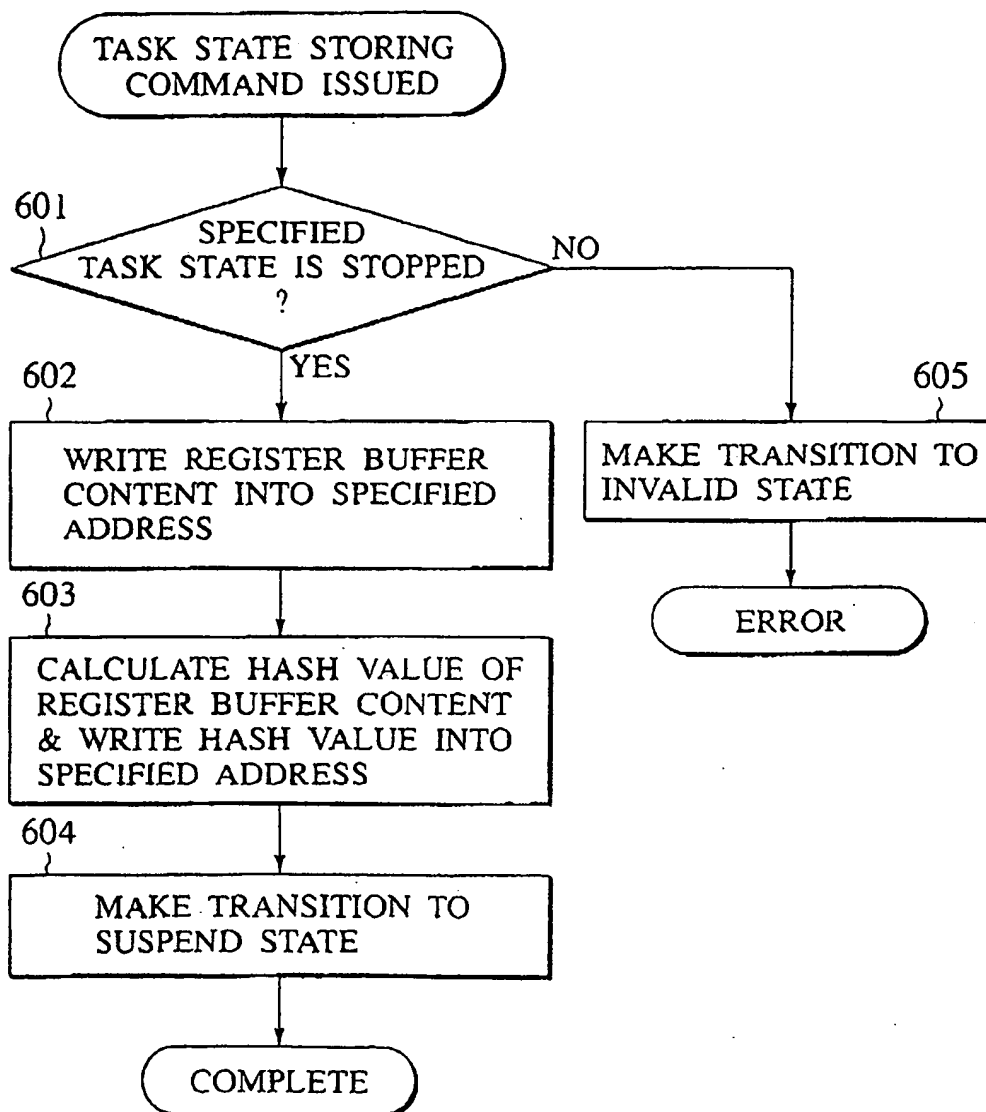 TASK STATE STORING
COMMAND ISSUED
601
SPECIFIED
TASK STATE IS STOPPED
?
NO
YES
602
WRITE REGISTER BUFFER
CONTENT INTO SPECIFIED
ADDRESS
605
MAKE TRANSITION TO
INVALID STATE
ERROR
603
CALCULATE HASH VALUE OF
REGISTER BUFFER CONTENT
& WRITE HASH VALUE INTO
SPECIFIED ADDRESS
604
MAKE TRANSITION TO
SUSPEND STATE
COMPLETE